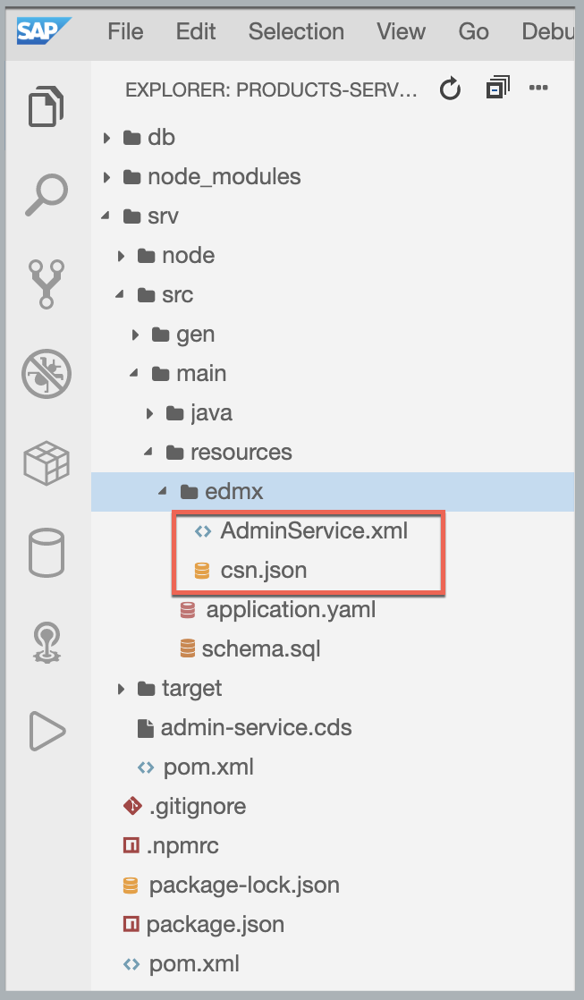 SAP File Edit Selection View Go Debu
EXPLORER: PRODUCTS-SERV...
db
node_modules
srv
node
src
gen
main
java
resources
edmx
AdminService.xml
csn.json
application.yaml
schema.sql
target
admin-service.cds
pom.xml
.gitignore
.npmrc
package-lock.json
package.json
pom.xml